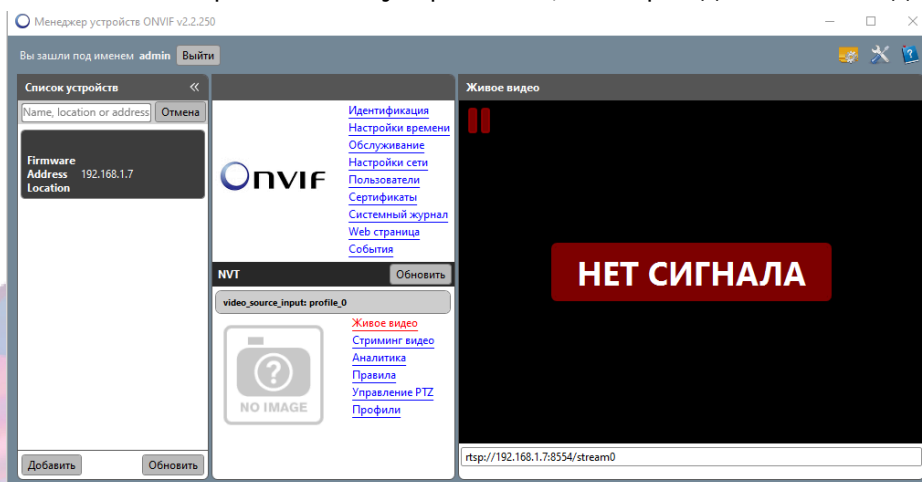 Менеджер устройств ONVIF v2.2.250
Вы зашли под именем admin Выйти
Список устройств «
Name, location or address Отмена
Firmware
Address 192.168.1.7
Location
Добавить Обновить
ONVIF
Идентификация
Настройки времени
Обслуживание
Настройки сети
Пользователи
Сертификаты
Системный журнал
Web страница
События
NVT Обновить
video_source_input: profile_0
NO IMAGE
Живое видео
Стриминг видео
Аналитика
Правила
Управление PTZ
Профили
Живое видео
НЕТ СИГНАЛА
rtsp://192.168.1.7:8554/stream0